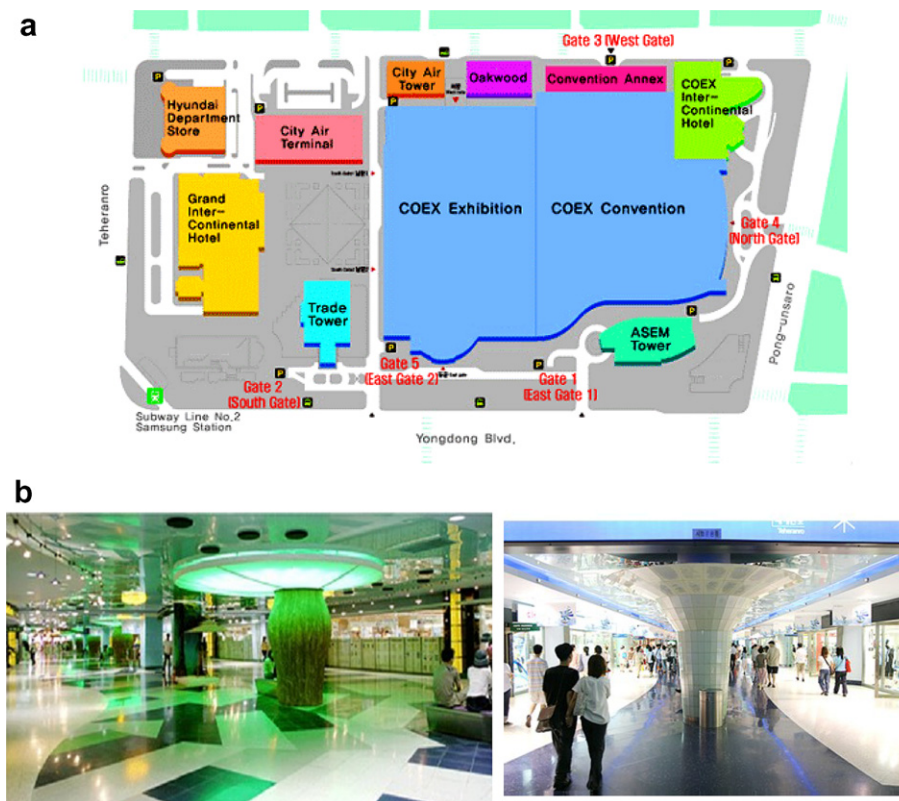 a
Gate 3 (West Gate)
P
P
P
P
City Air
Tower
Oakwood
Convention Annex
COEX
Inter-
Continental
Hotel
Hyundai
Department
Store
P
City Air
Terminal
P
Grand
Inter-
Continental
Hotel
COEX Exhibition
COEX Convention
Teheranro
Gate 4
(North Gate)
Trade
Tower
P
ASEM
Tower
Pong-unsaro
P
Gate 5
(East Gate 2)
P
Gate 1
(East Gate 1)
P
Gate 2
(South Gate)
Subway Line No.2
Samsung Station
Yongdong Blvd.
b
Teheranro